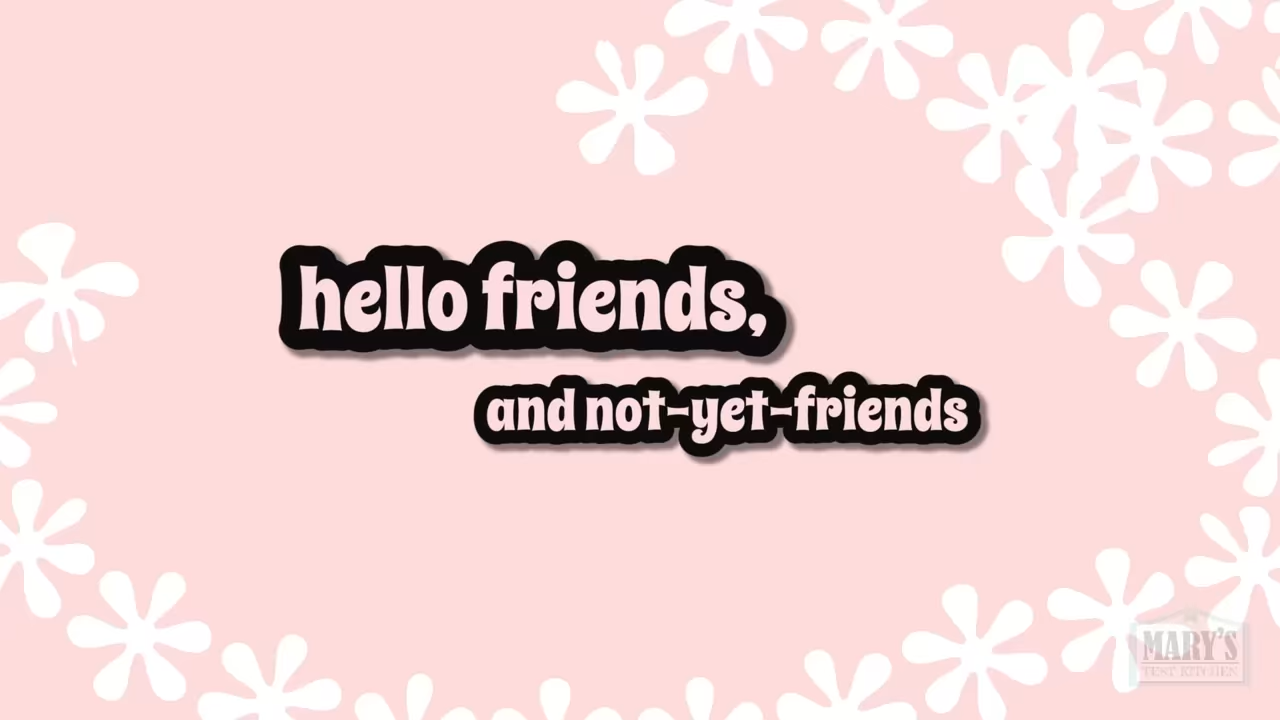 hello friends,
and not-yet-friends
MARY'S
TEST KITCHEN